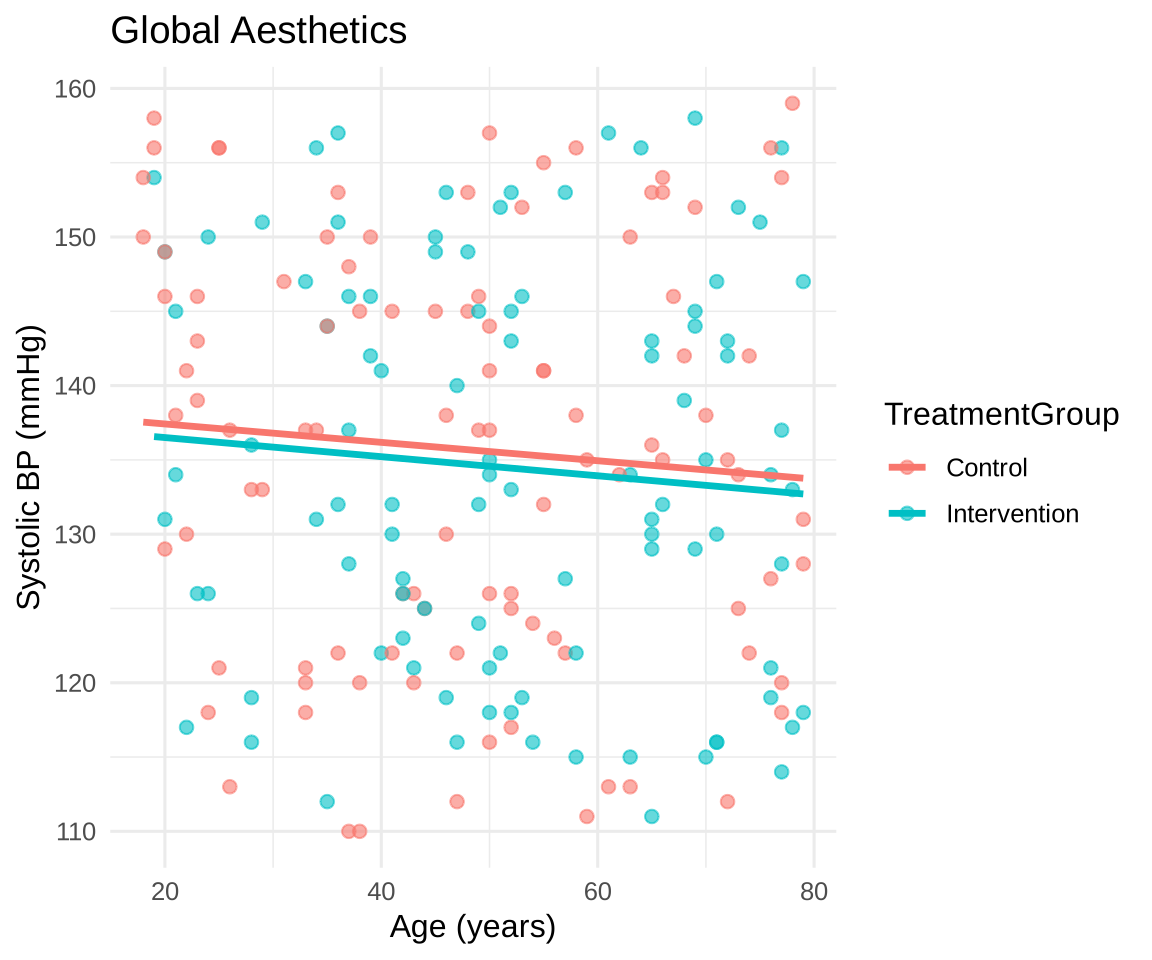 Global Aesthetics
160
150
140
130
120
110
Systolic BP (mmHg)
20 40 60 80
Age (years)
TreatmentGroup
Control
Intervention